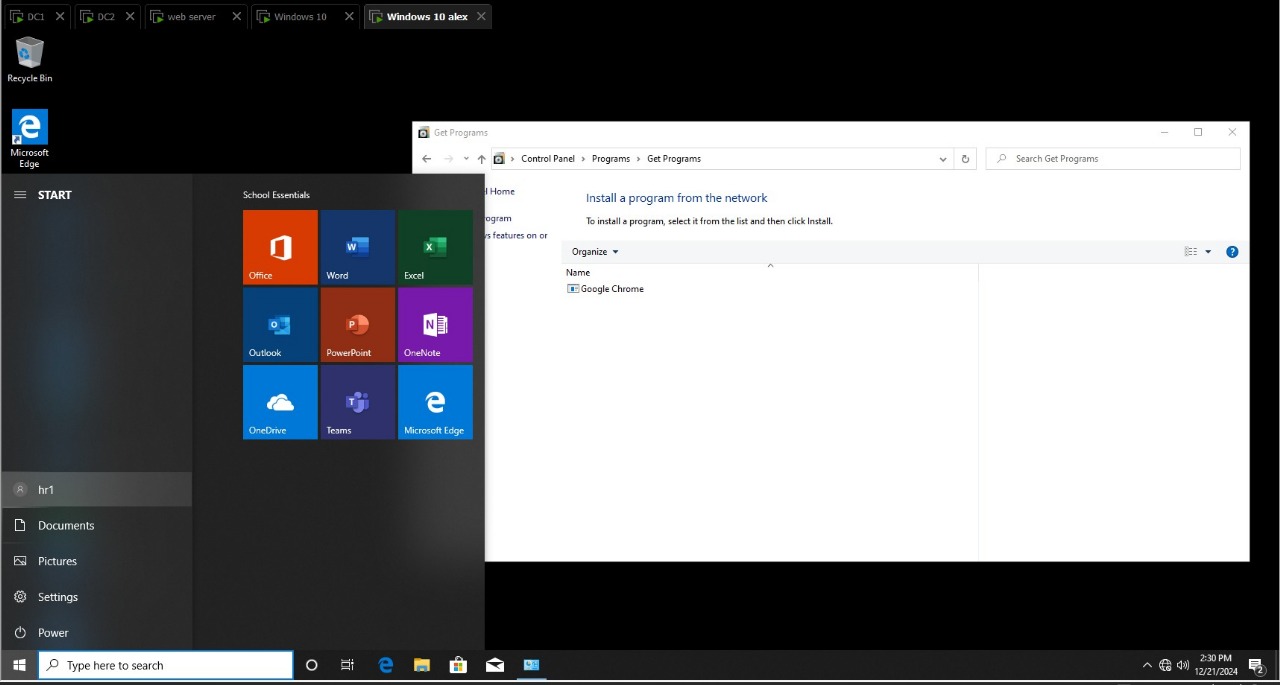 DC1
DC2
web server
Windows 10
Windows 10 alex
Recycle Bin
Microsoft
Edge
Get Programs
Control Panel > Programs > Get Programs
Search Get Programs
l Home
rogram
vs features on or
Install a program from the network
To install a program, select it from the list and then click Install.
Organize
Name
Google Chrome
START
School Essentials
Office
Word
Excel
Outlook
PowerPoint
OneNote
OneDrive
Teams
Microsoft Edge
hr1
Documents
Pictures
Settings
Power
Type here to search
2:30 PM
12/21/2024
2